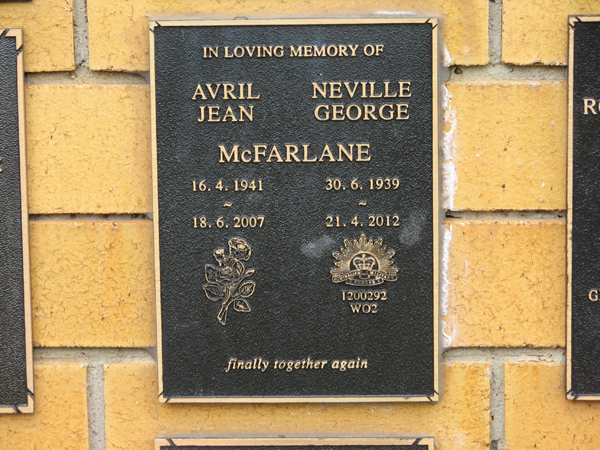 IN LOVING MEMORY OF
AVRIL JEAN
NEVILLE GEORGE
McFARLANE
16. 4. 1941
~
18. 6. 2007
30. 6. 1939
~
21. 4. 2012
1200292
WO2
finally together again